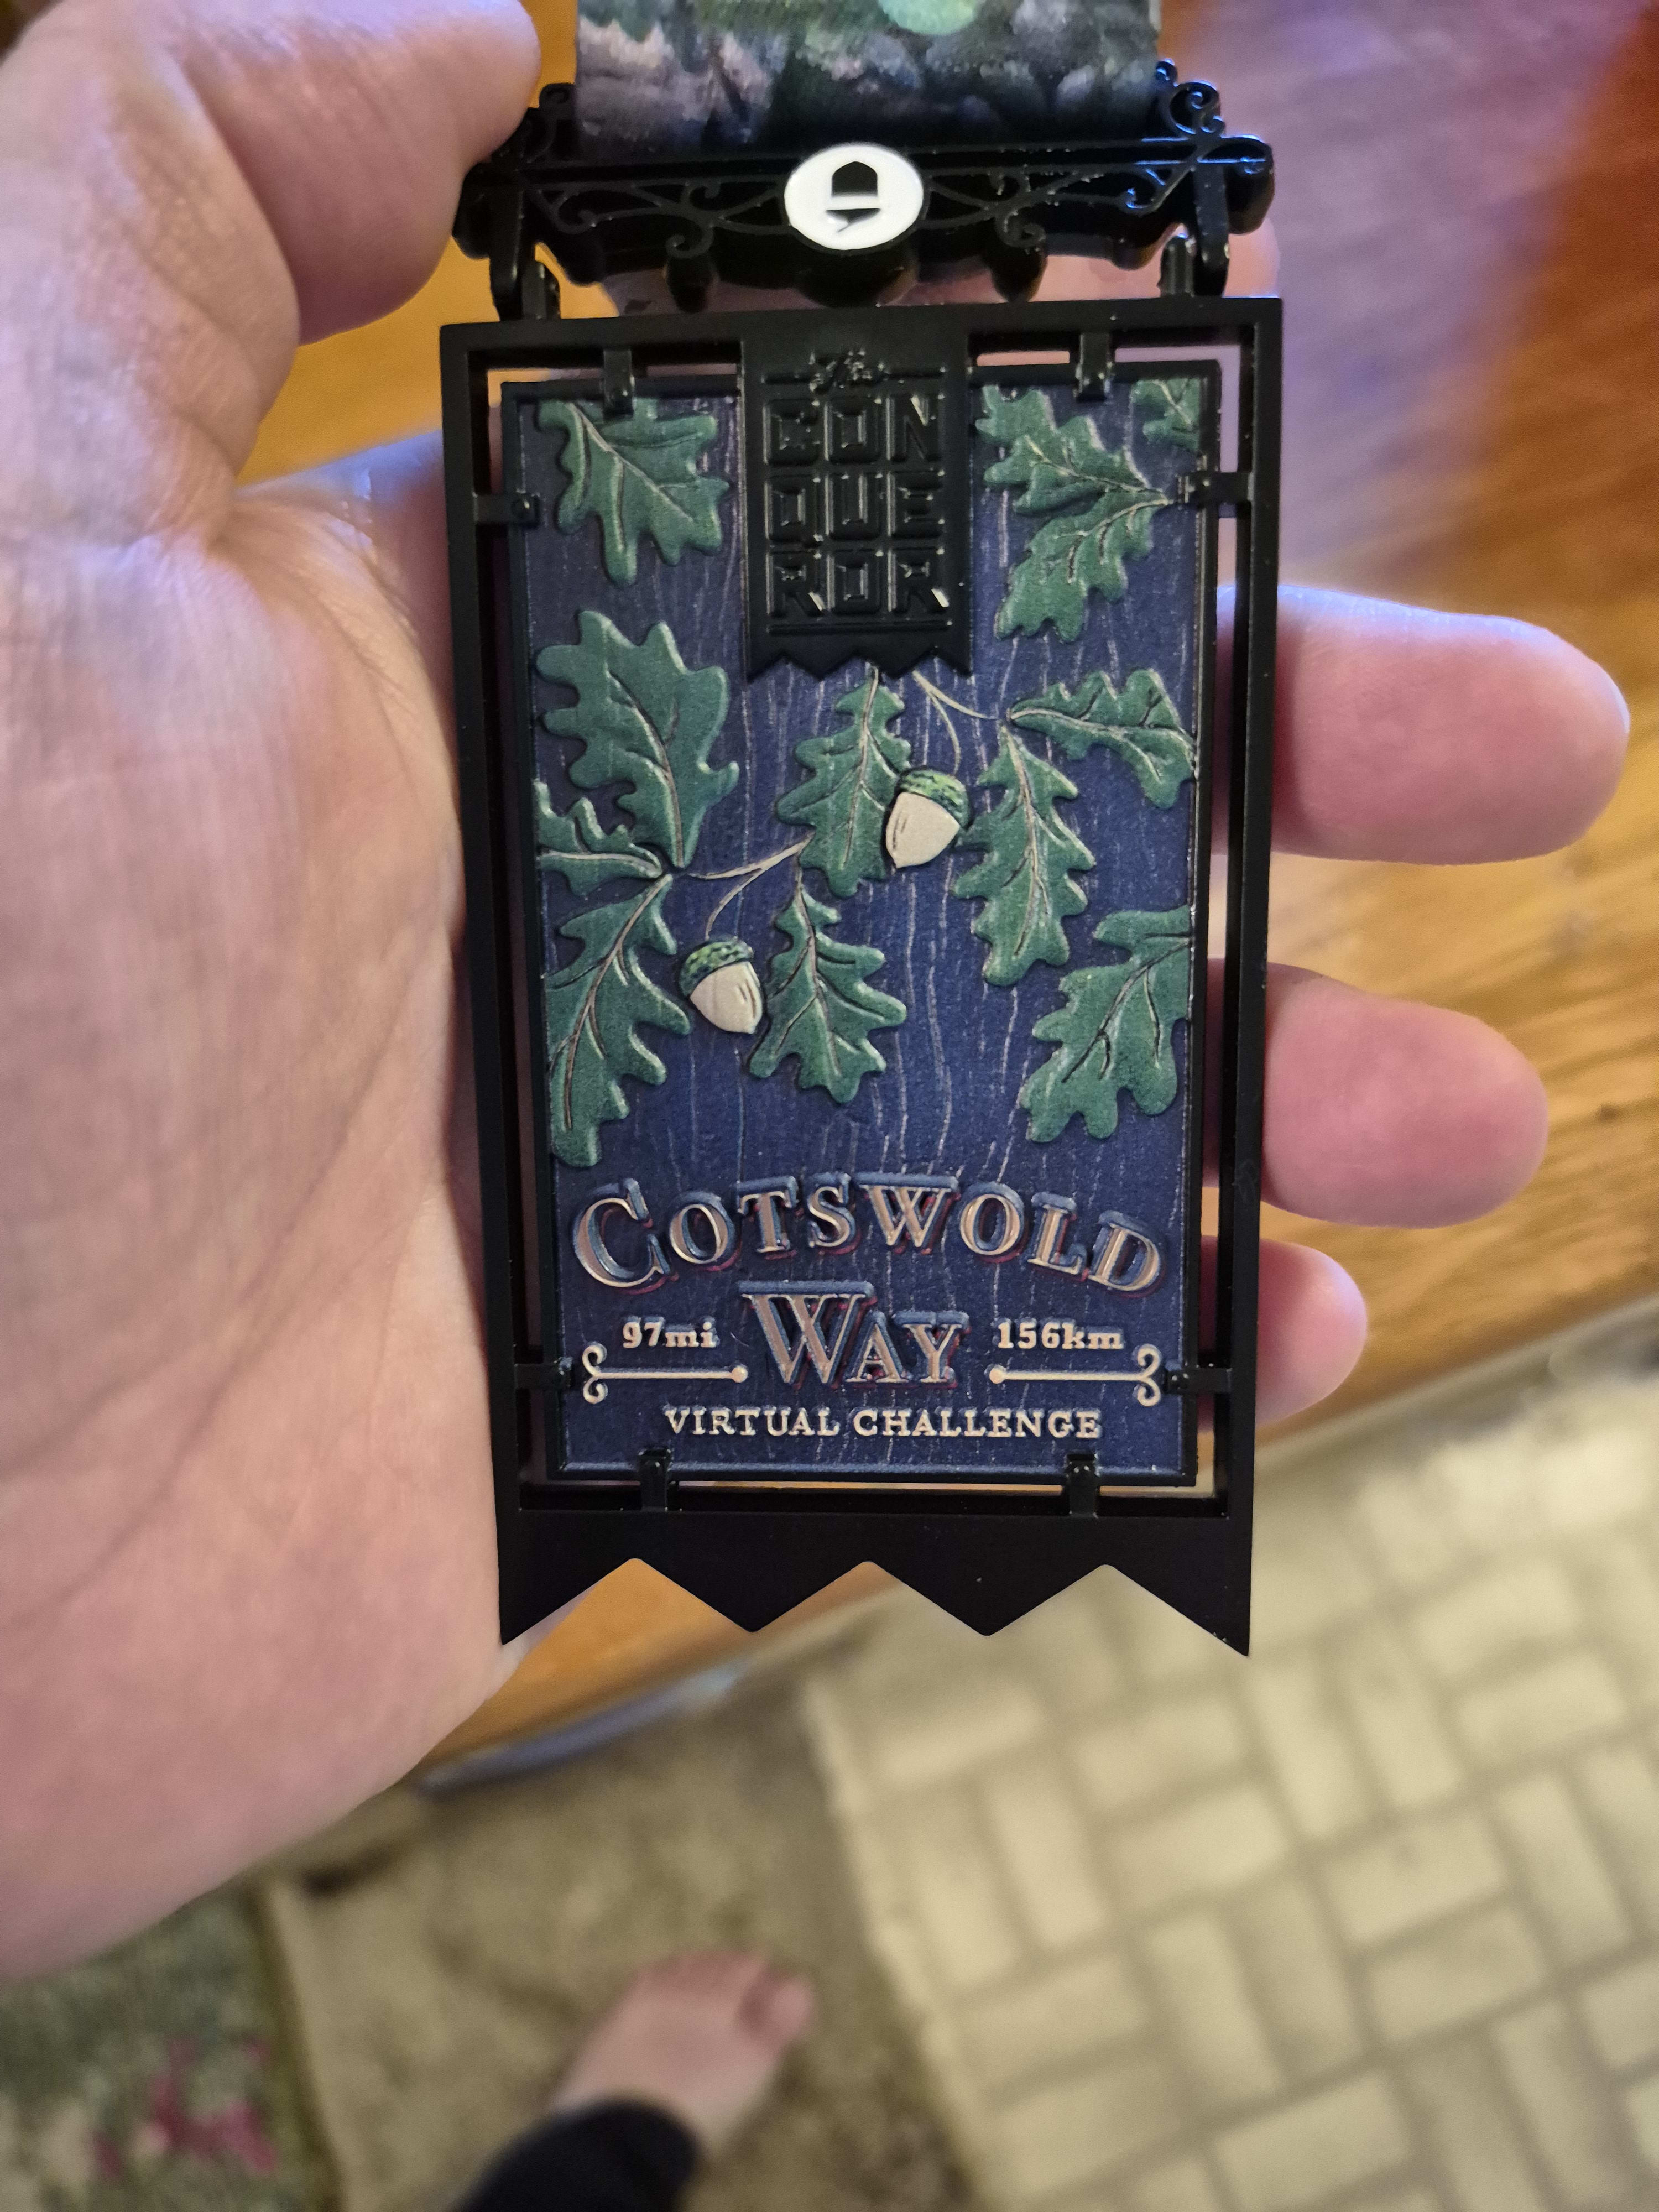 The
CON
QUE
ROR
COTSWOLD
97mi WAY 156km
VIRTUAL CHALLENGE